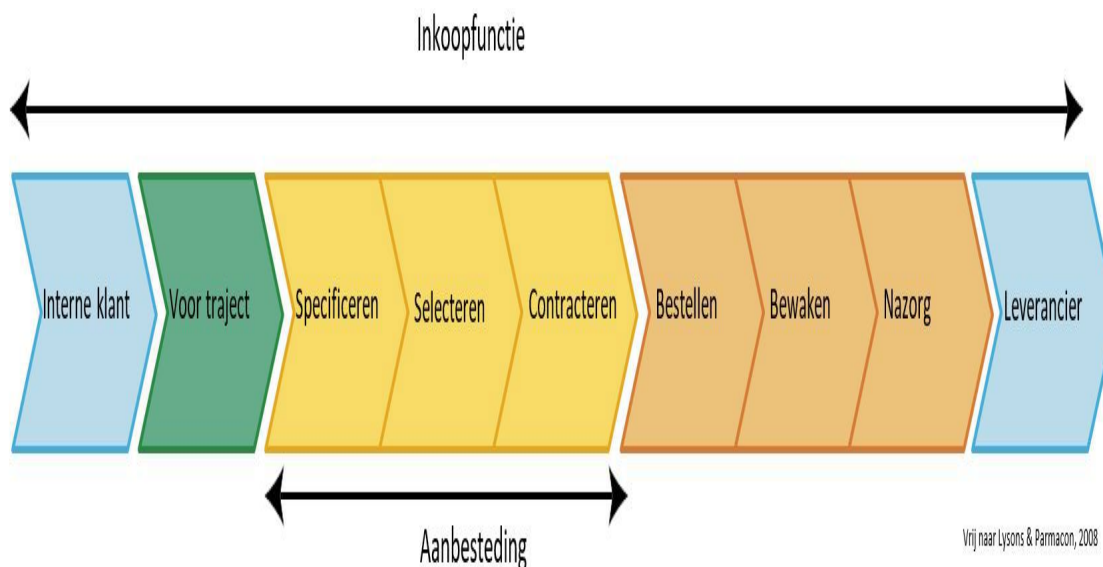 Inkoopfunctie
Interne klant
Voor traject
Specificeren
Selecteren
Contracteren
Bestellen
Bewaken
Nazorg
Leverancier
Aanbesteding
Vrij naar Lysons & Parmacon, 2008